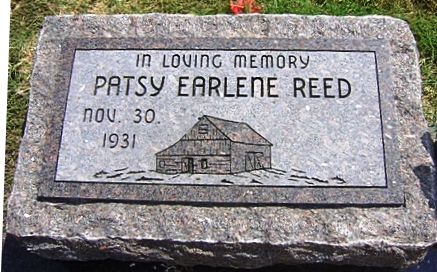 IN LOVING MEMORY
PATSY EARLENE REED
NOV. 30.
1931